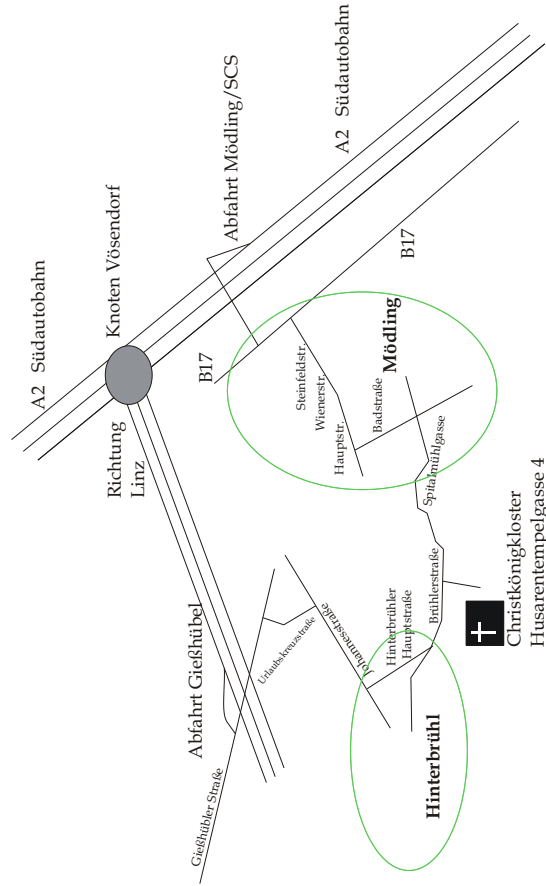 A2 Südautobahn
Knoten Vösendorf
Abfahrt Mödling/SCS
A2 Südautobahn
Richtung
Linz
B17
B17
Abfahrt Gießhübel
Gießhübler Straße
Urlaubskreuzstraße
Johannesstraße
Steinfeldstr.
Wienerstr.
Hauptstr.
Badstraße
Mödling
Spitalmühlgasse
Hinterbrühler
Hauptstraße
Brühlerstraße
Hinterbrühl
Christkönigkloster
Husarentempelgasse 4